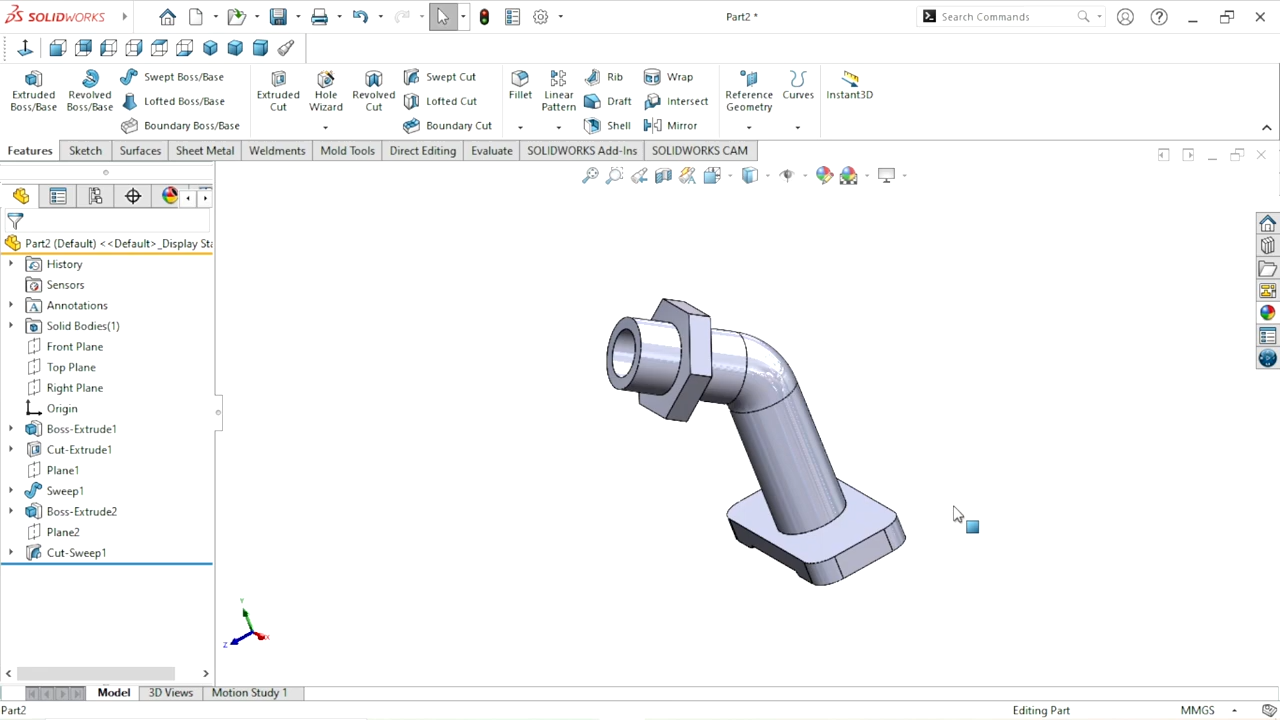 SOLIDWORKS
Part2 *
Search Commands
Extruded Boss/Base
Revolved Boss/Base
Swept Boss/Base
Lofted Boss/Base
Boundary Boss/Base
Extruded Cut
Hole Wizard
Revolved Cut
Swept Cut
Lofted Cut
Boundary Cut
Fillet
Linear Pattern
Rib
Draft
Shell
Wrap
Intersect
Mirror
Reference Geometry
Curves
Instant3D
Features Sketch Surfaces Sheet Metal Weldments Mold Tools Direct Editing Evaluate SOLIDWORKS Add-Ins SOLIDWORKS CAM
Part2 (Default) <<Default>_Display Sta
History
Sensors
Annotations
Solid Bodies(1)
Front Plane
Top Plane
Right Plane
Origin
Boss-Extrude1
Cut-Extrude1
Plane1
Sweep1
Boss-Extrude2
Plane2
Cut-Sweep1
Y
Z X
Model 3D Views Motion Study 1
Part2 Editing Part MMGS